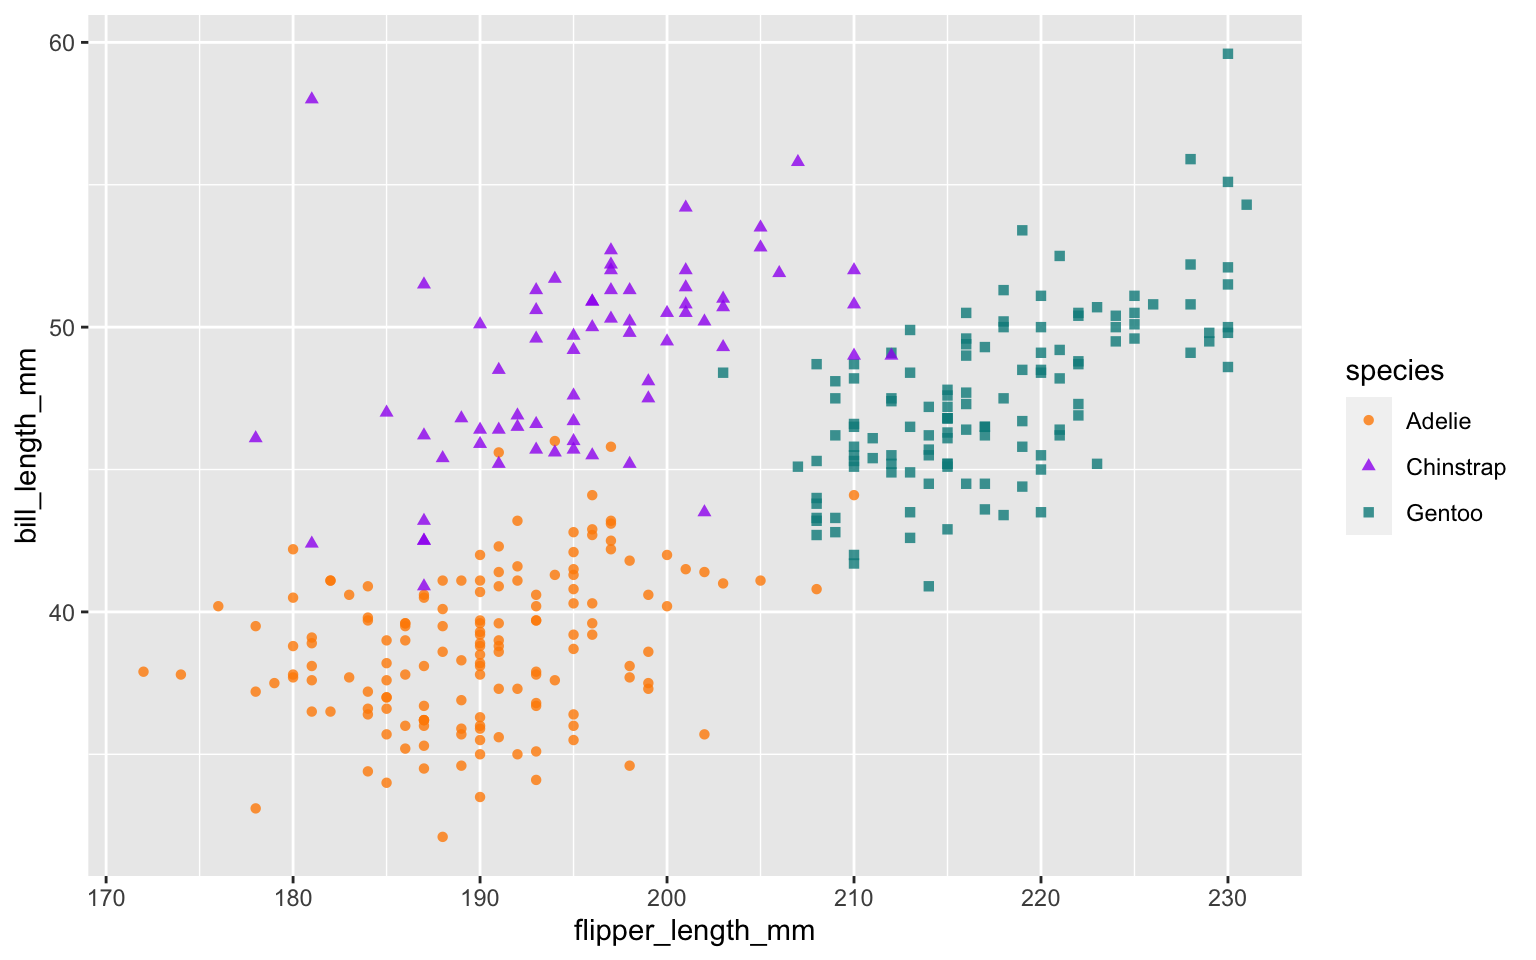 60
50
40
bill_length_mm
170 180 190 200 210 220 230
flipper_length_mm
species
Adelie
Chinstrap
Gentoo